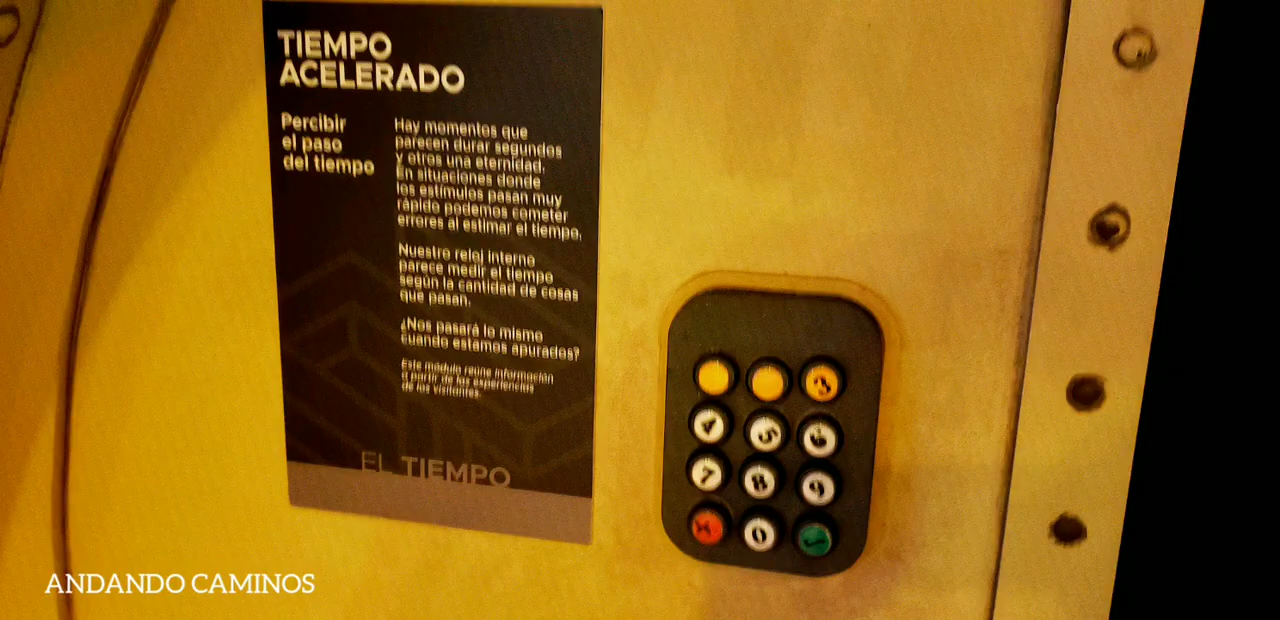 TIEMPO
ACELERADO
Percibir
el paso
del tiempo
Hay momentos que
parecen durar segundos
y otros una eternidad.
En situaciones donde
los estímulos pasan muy
rápido podemos cometer
errores al estimar el tiempo.
Nuestro reloj interno
parece medir el tiempo
según la cantidad de cosas
que pasan.
¿Nos pasará lo mismo
cuando estamos apurados?
Este módulo reúne información
a partir de las experiencias
de los visitantes.
EL TIEMPO
3
4 5 6
7 8 9
X 0
ANDANDO CAMINOS